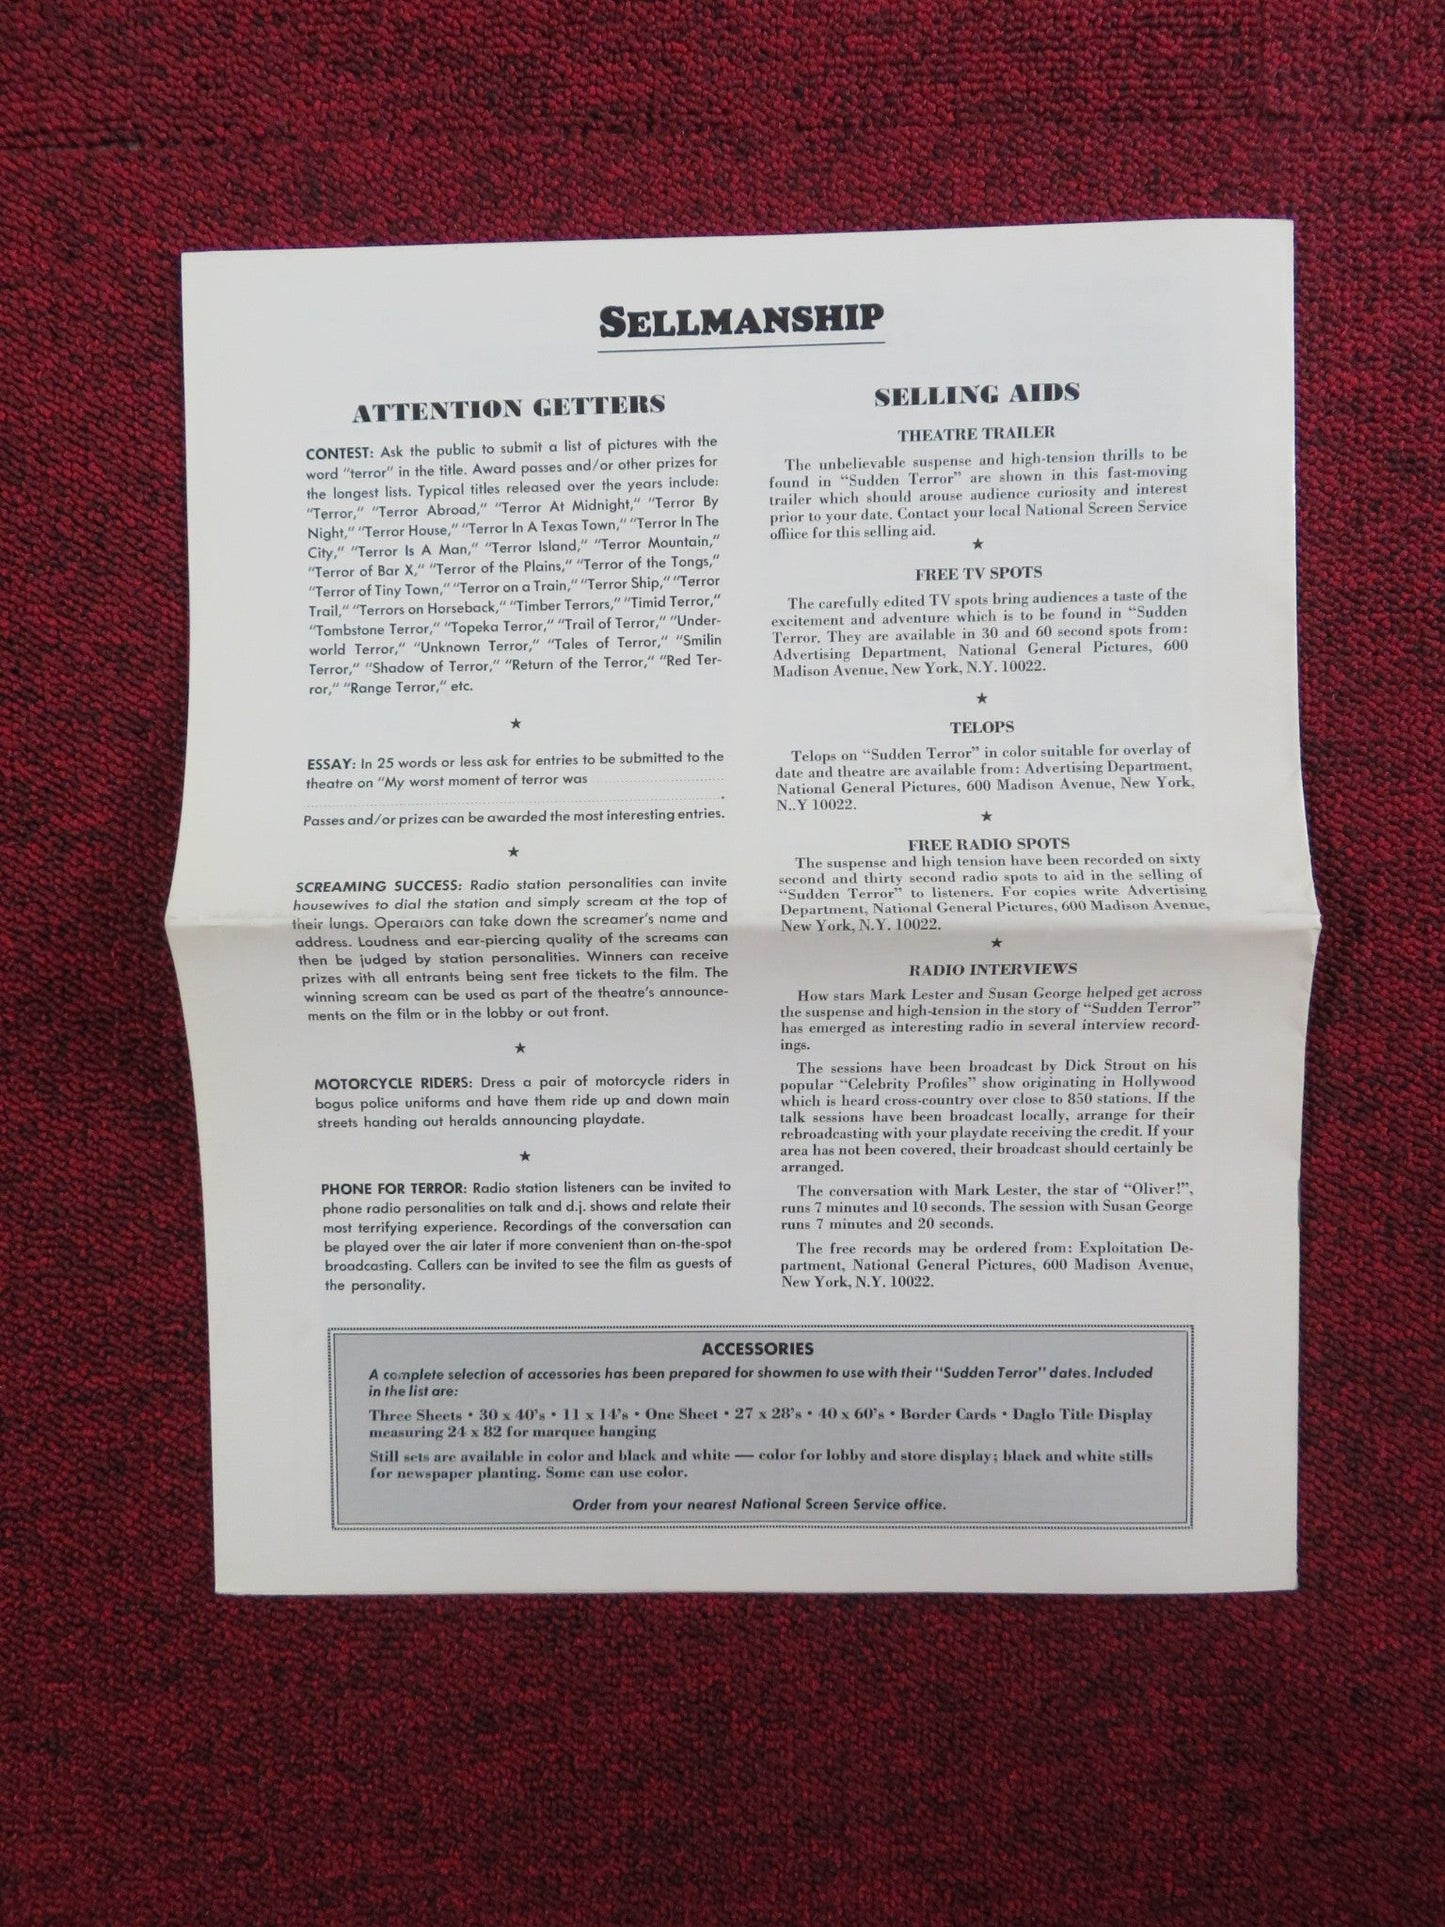 SELLMANSHIP
ATTENTION GETTERS
CONTEST: Ask the public to submit a list of pictures with the
word "terror" in the title. Award passes and/or other prizes for
the longest lists. Typical titles released over the years include:
"Terror," "Terror Abroad," "Terror At Midnight," "Terror By
Night," "Terror House," "Terror In A Texas Town," "Terror In The
City," "Terror Is A Man," "Terror Island," "Terror Mountain,"
"Terror of Bar X," "Terror of the Plains," "Terror of the Tongs,"
"Terror of Tiny Town," "Terror on a Train," "Terror Ship," "Terror
Trail," "Terrors on Horseback," "Timber Terrors," "Timid Terror,"
"Tombstone Terror," "Topeka Terror," "Trail of Terror," "Under-
world Terror," "Unknown Terror," "Tales of Terror," "Smilin
Terror," "Shadow of Terror," "Return of the Terror," "Red Ter-
ror," "Range Terror," etc.
★
ESSAY: In 25 words or less ask for entries to be submitted to the
theatre on "My worst moment of terror was ..............................
.
Passes and/or prizes can be awarded the most interesting entries.
★
SCREAMING SUCCESS: Radio station personalities can invite
housewives to dial the station and simply scream at the top of
their lungs. Operators can take down the screamer's name and
address. Loudness and ear-piercing quality of the screams can
then be judged by station personalities. Winners can receive
prizes with all entrants being sent free tickets to the film. The
winning scream can be used as part of the theatre's announce-
ments on the film or in the lobby or out front.
★
MOTORCYCLE RIDERS: Dress a pair of motorcycle riders in
bogus police uniforms and have them ride up and down main
streets handing out heralds announcing playdate.
★
PHONE FOR TERROR: Radio station listeners can be invited to
phone radio personalities on talk and d.j. shows and relate their
most terrifying experience. Recordings of the conversation can
be played over the air later if more convenient than on-the-spot
broadcasting. Callers can be invited to see the film as guests of
the personality.
SELLING AIDS
THEATRE TRAILER
The unbelievable suspense and high-tension thrills to be
found in "Sudden Terror" are shown in this fast-moving
trailer which should arouse audience curiosity and interest
prior to your date. Contact your local National Screen Service
offiice for this selling aid.
★
FREE TV SPOTS
The carefully edited TV spots bring audiences a taste of the
excitement and adventure which is to be found in "Sudden
Terror. They are available in 30 and 60 second spots from:
Advertising Department, National General Pictures, 600
Madison Avenue, New York, N.Y. 10022.
★
TELOPS
Telops on "Sudden Terror" in color suitable for overlay of
date and theatre are available from: Advertising Department,
National General Pictures, 600 Madison Avenue, New York,
N..Y 10022.
★
FREE RADIO SPOTS
The suspense and high tension have been recorded on sixty
second and thirty second radio spots to aid in the selling of
"Sudden Terror" to listeners. For copies write Advertising
Department, National General Pictures, 600 Madison Avenue,
New York, N.Y. 10022.
★
RADIO INTERVIEWS
How stars Mark Lester and Susan George helped get across
the suspense and high-tension in the story of "Sudden Terror"
has emerged as interesting radio in several interview record-
ings.
The sessions have been broadcast by Dick Strout on his
popular "Celebrity Profiles" show originating in Hollywood
which is heard cross-country over close to 850 stations. If the
talk sessions have been broadcast locally, arrange for their
rebroadcasting with your playdate receiving the credit. If your
area has not been covered, their broadcast should certainly be
arranged.
The conversation with Mark Lester, the star of "Oliver!",
runs 7 minutes and 10 seconds. The session with Susan George
runs 7 minutes and 20 seconds.
The free records may be ordered from: Exploitation De-
partment, National General Pictures, 600 Madison Avenue,
New York, N.Y. 10022.
ACCESSORIES
A complete selection of accessories has been prepared for showmen to use with their "Sudden Terror" dates. Included
in the list are:
Three Sheets • 30 x 40's • 11 x 14's • One Sheet • 27 x 28's • 40 x 60's • Border Cards • Daglo Title Display
measuring 24 x 82 for marquee hanging
Still sets are available in color and black and white — color for lobby and store display; black and white stills
for newspaper planting. Some can use color.
Order from your nearest National Screen Service office.